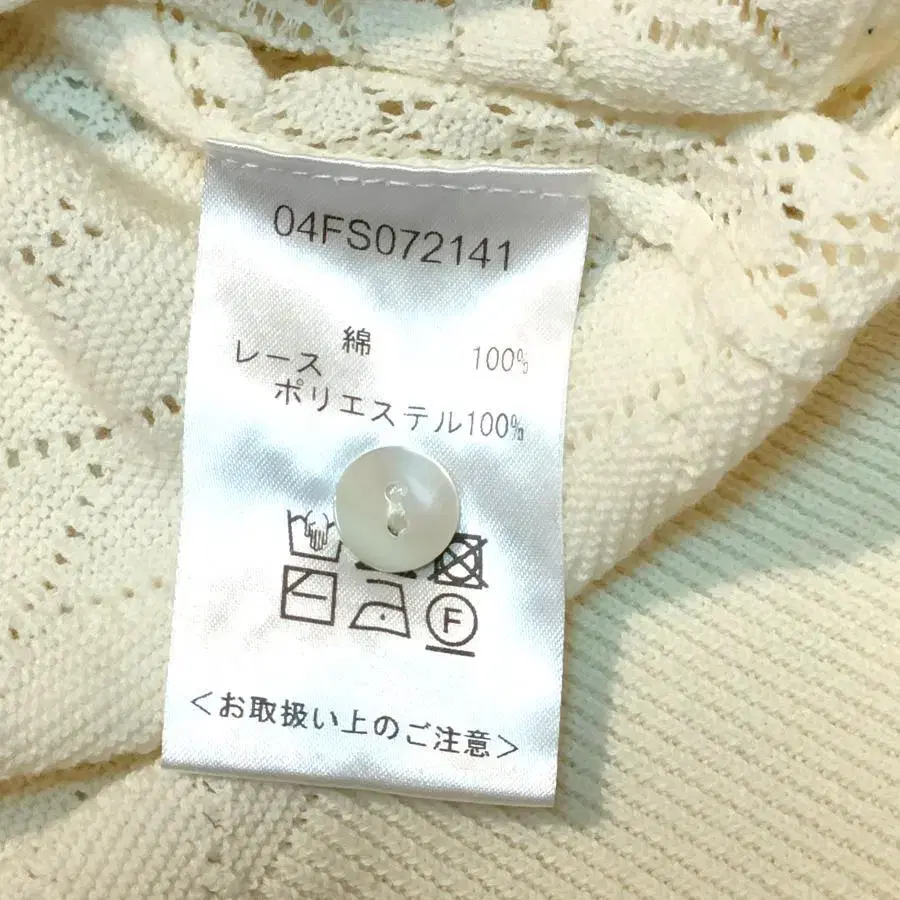 04FS072141
綿 100%
レース
ポリエステル100%
F
<お取扱い上のご注意>